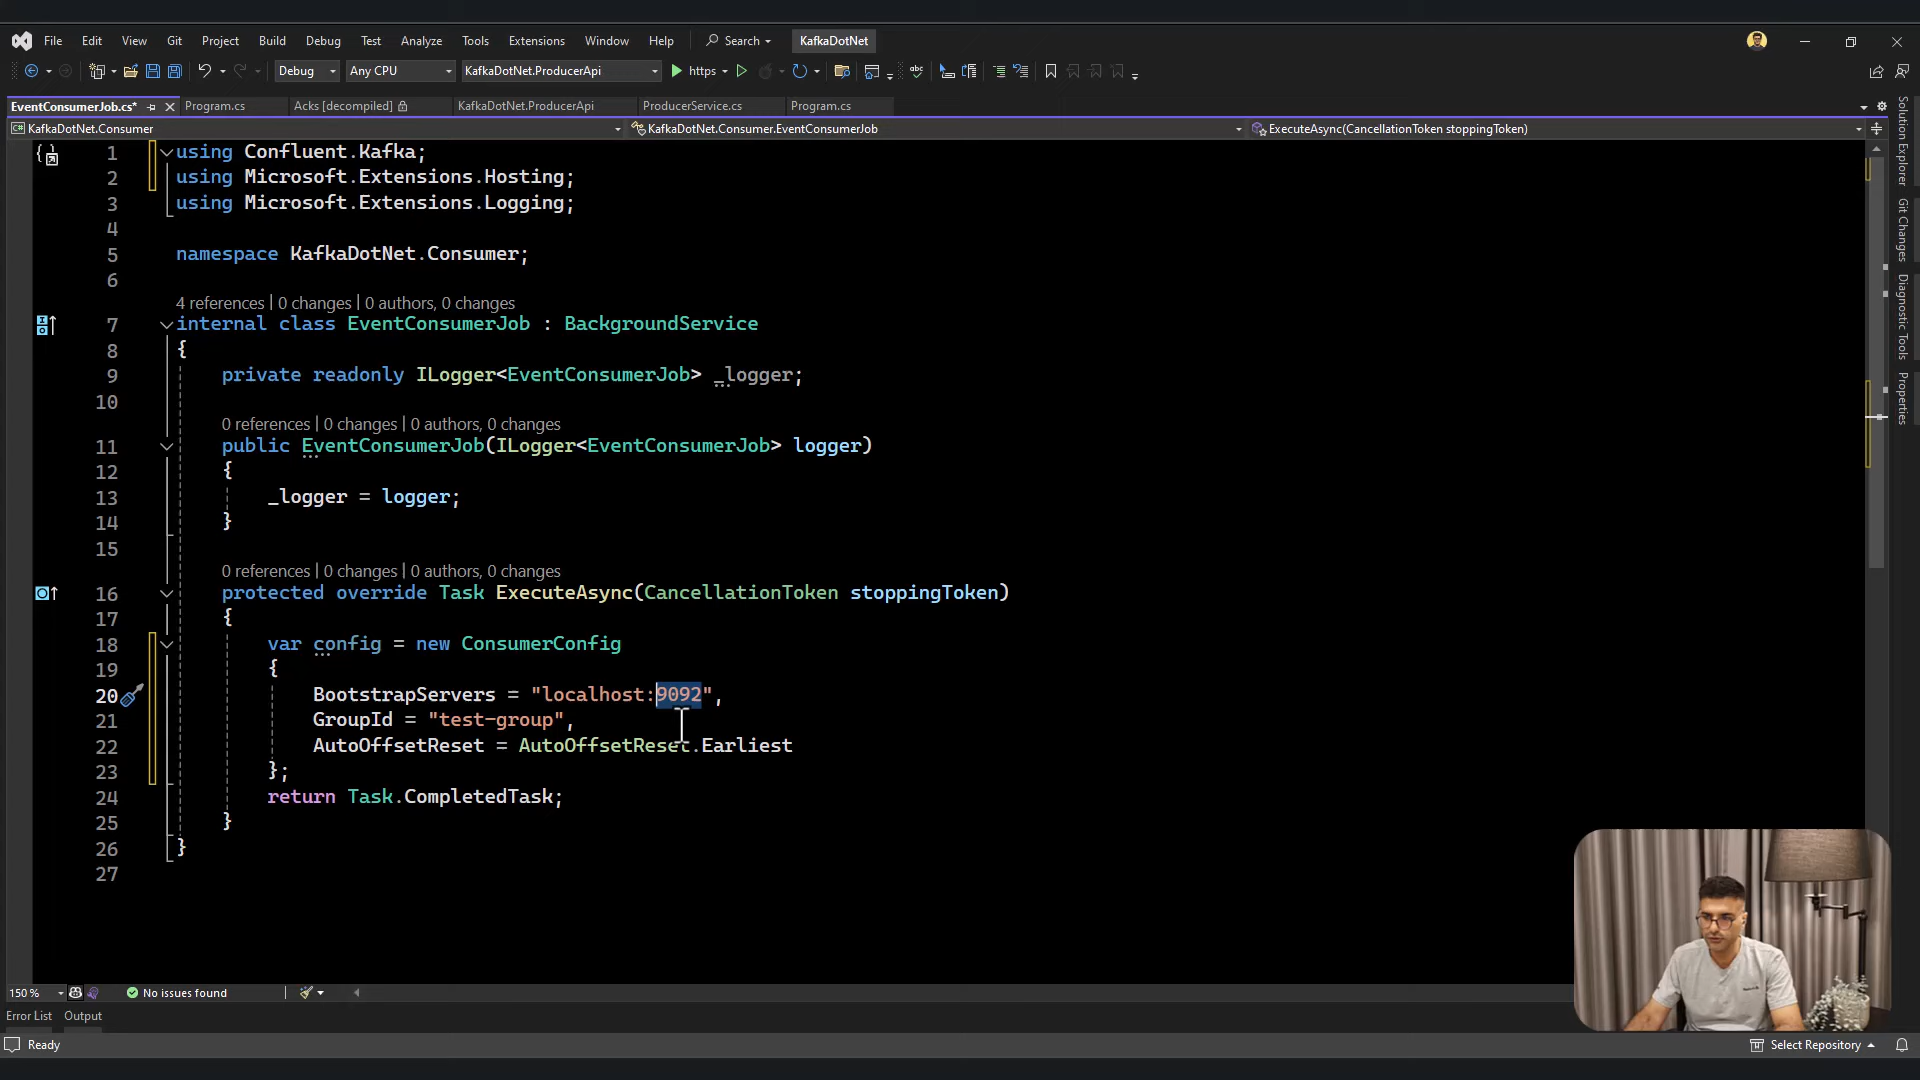 File Edit View Git Project Build Debug Test Analyze Tools Extensions Window Help Search KafkaDotNet
Debug Any CPU KafkaDotNet.ProducerApi https
EventConsumerJob.cs* Program.cs Acks [decompiled] KafkaDotNet.ProducerApi ProducerService.cs Program.cs
KafkaDotNet.Consumer KafkaDotNet.Consumer.EventConsumerJob ExecuteAsync(CancellationToken stoppingToken)
1 using Confluent.Kafka;
2 using Microsoft.Extensions.Hosting;
3 using Microsoft.Extensions.Logging;
4
5 namespace KafkaDotNet.Consumer;
6
4 references | 0 changes | 0 authors, 0 changes
7 internal class EventConsumerJob : BackgroundService
8 {
9 private readonly ILogger<EventConsumerJob> _logger;
10
0 references | 0 changes | 0 authors, 0 changes
11 public EventConsumerJob(ILogger<EventConsumerJob> logger)
12 {
13 _logger = logger;
14 }
15
0 references | 0 changes | 0 authors, 0 changes
16 protected override Task ExecuteAsync(CancellationToken stoppingToken)
17 {
18 var config = new ConsumerConfig
19 {
20 BootstrapServers = "localhost:9092",
21 GroupId = "test-group",
22 AutoOffsetReset = AutoOffsetReset.Earliest
23 };
24 return Task.CompletedTask;
25 }
26 }
27
Solution Explorer
Git Changes
Diagnostic Tools
Properties
150 % No issues found
Error List Output
Ready Select Repository